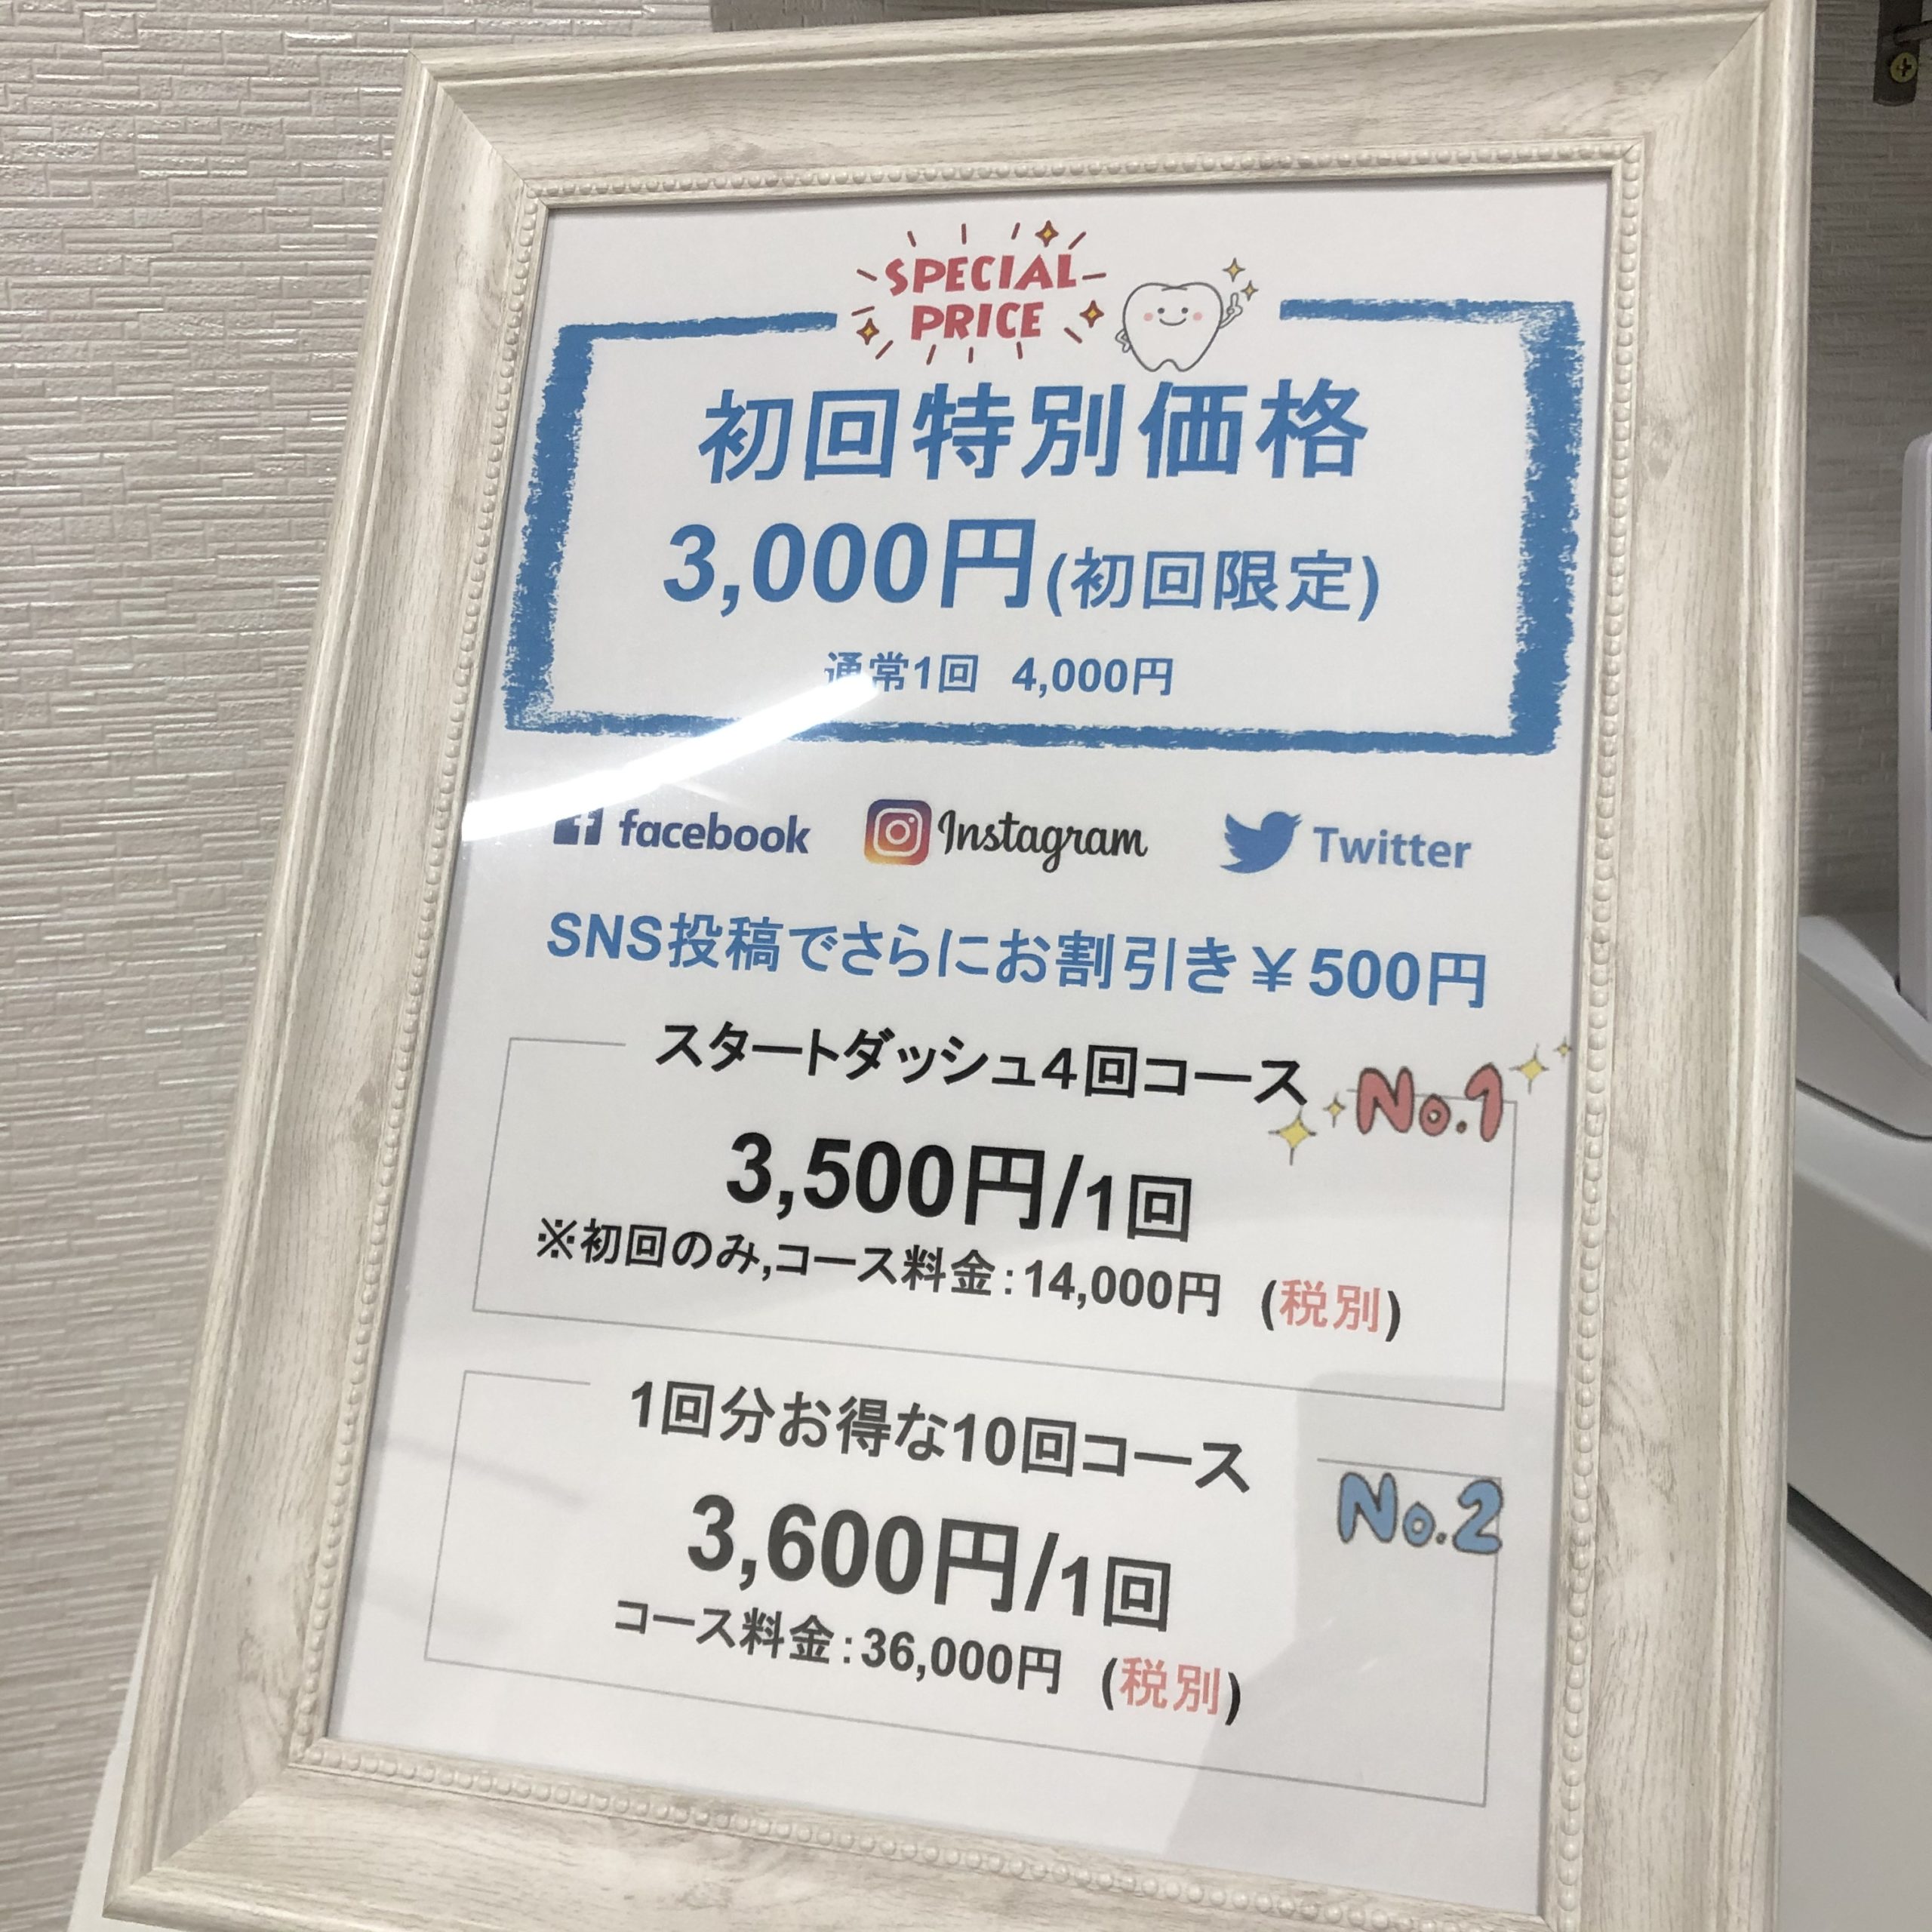 SPECIAL
PRICE
初回特別価格
3,000円(初回限定)
通常1回 4,000円
facebook Instagram Twitter
SNS投稿でさらにお割引き¥500円
スタートダッシュ4回コース No.1
3,500円/1回
※初回のみ,コース料金:14,000円 (税別)
1回分お得な10回コース No.2
3,600円/1回
コース料金:36,000円 (税別)